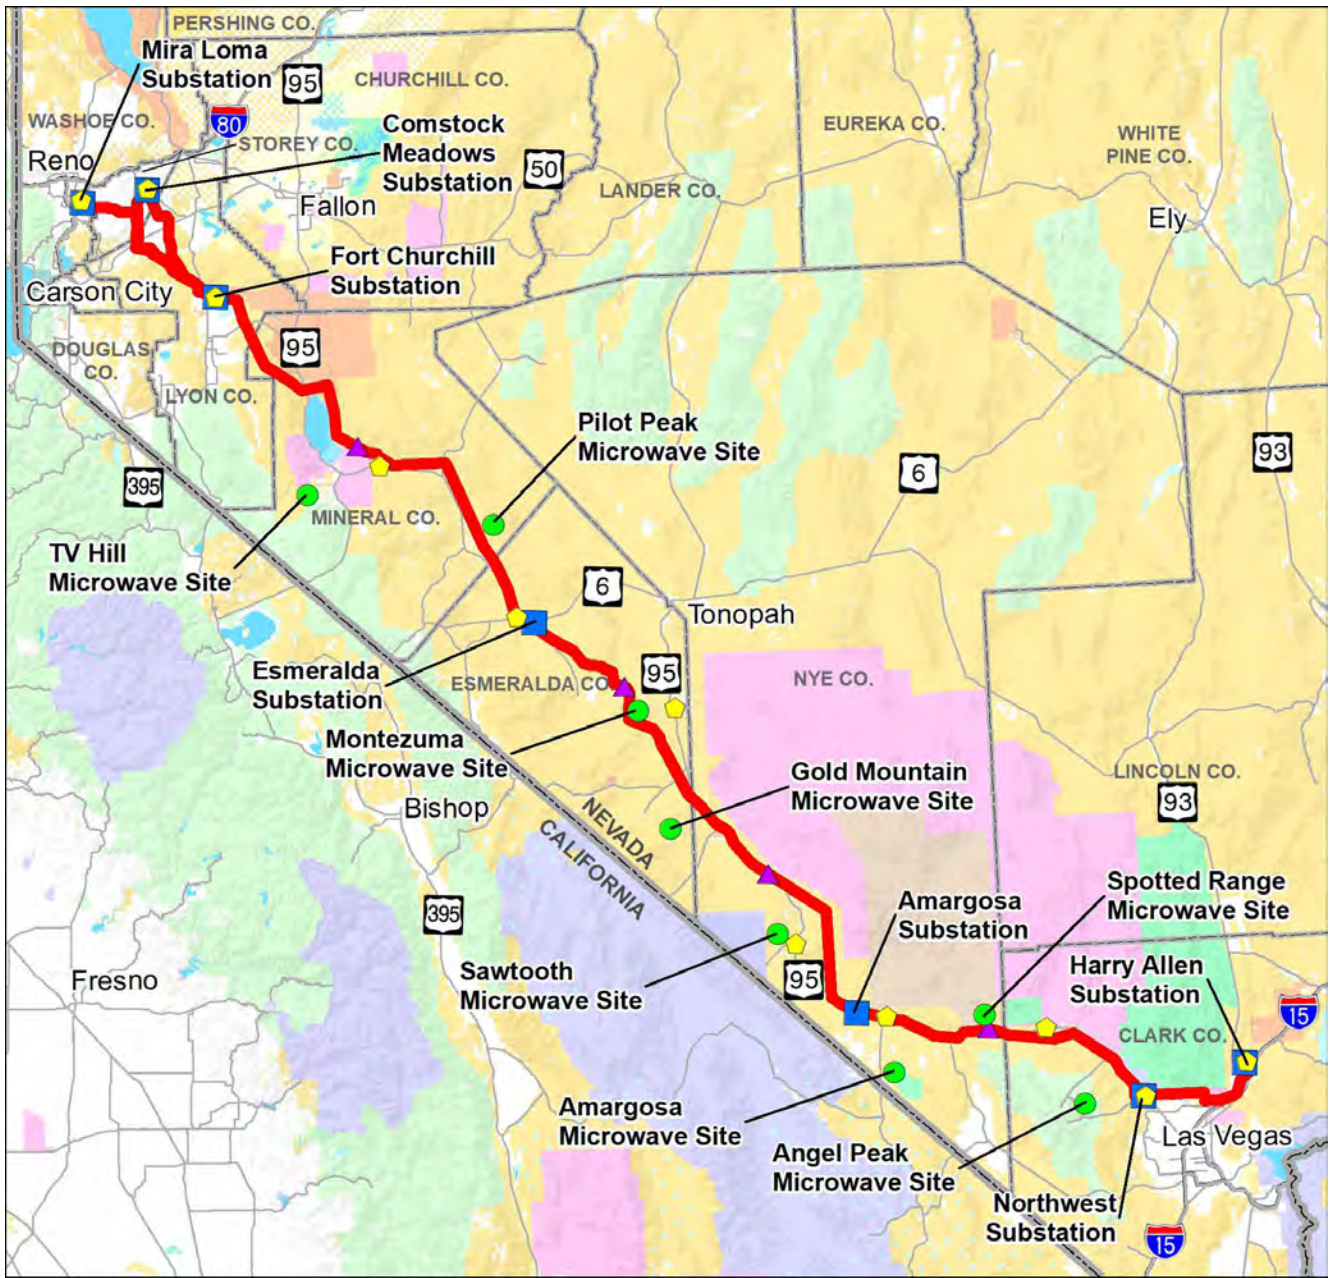 PERSHING CO.
Mira Loma
Substation
95
CHURCHILL CO.
WASHOE CO.
80
STOREY CO.
Comstock
Meadows
Substation
EUREKA CO.
WHITE
PINE CO.
Reno
50
LANDER CO.
Fallon
Ely
Fort Churchill
Substation
Carson City
DOUGLAS
CO.
95
LYON CO.
Pilot Peak
Microwave Site
93
6
395
MINERAL CO.
TV Hill
Microwave Site
6
Tonopah
Esmeralda
Substation
ESMERALDA CO.
95
NYE CO.
Montezuma
Microwave Site
Gold Mountain
Microwave Site
LINCOLN CO.
93
Bishop
NEVADA
CALIFORNIA
395
Amargosa
Substation
Spotted Range
Microwave Site
Fresno
Sawtooth
Microwave Site
95
Harry Allen
Substation
15
CLARK CO.
Amargosa
Microwave Site
Angel Peak
Microwave Site
Las Vegas
Northwest
Substation
15